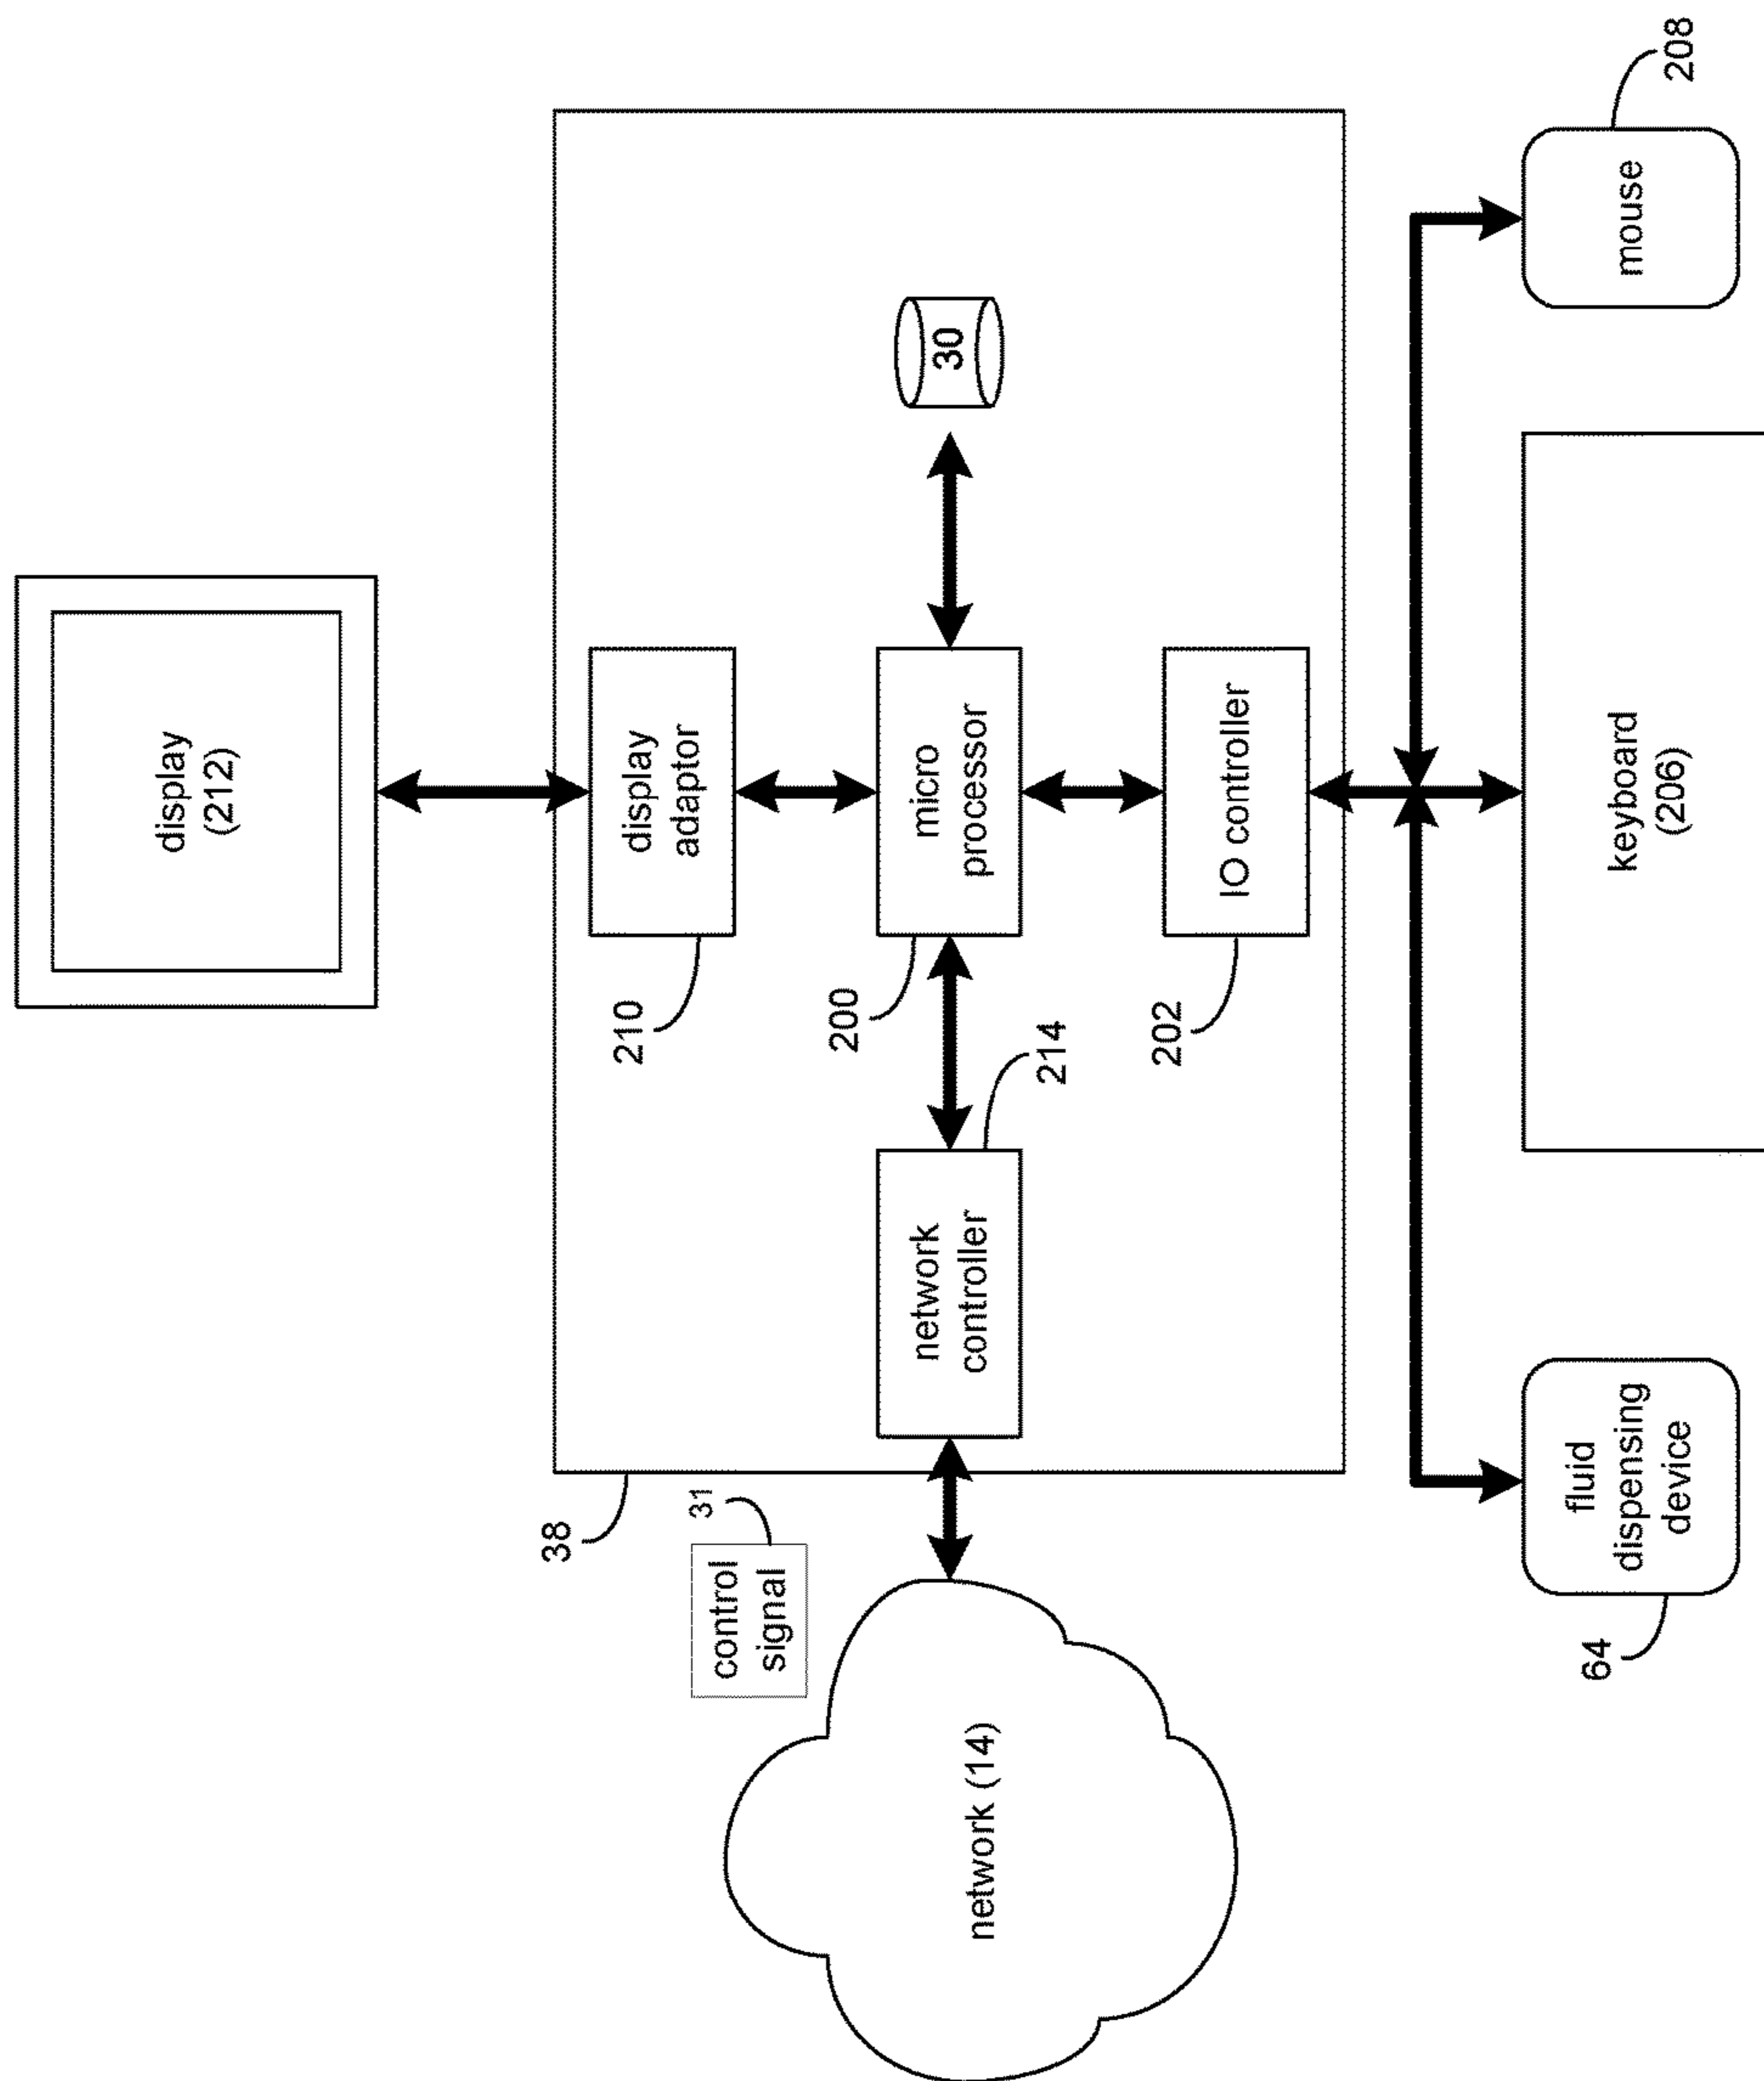 display
(212)
display
adaptor
210
micro
processor
200
30
network
controller
214
IO controller
202
38
control
signal
31
network (14)
fluid
dispensing
device
64
keyboard
(206)
mouse
208